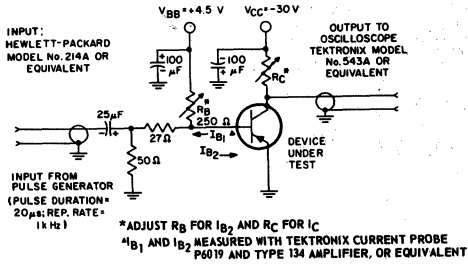 INPUT:
HEWLETT-PACKARD
MODEL No. 214A OR
EQUIVALENT
VBB=+4.5 V
VCC=-30V
OUTPUT TO
OSCILLOSCOPE
TEKTRONIX MODEL
No.543A OR
EQUIVALENT
100
μF
100
μF
RC*
RB*
25μF
250 Ω
27Ω
50Ω
IB1
IB2
DEVICE
UNDER
TEST
INPUT FROM
PULSE GENERATOR
(PULSE DURATION=
20μs; REP. RATE=
1 kHz)
*ADJUST RB FOR IB2 AND RC FOR IC
▲IB1 AND IB2 MEASURED WITH TEKTRONIX CURRENT PROBE
P6019 AND TYPE 134 AMPLIFIER, OR EQUIVALENT